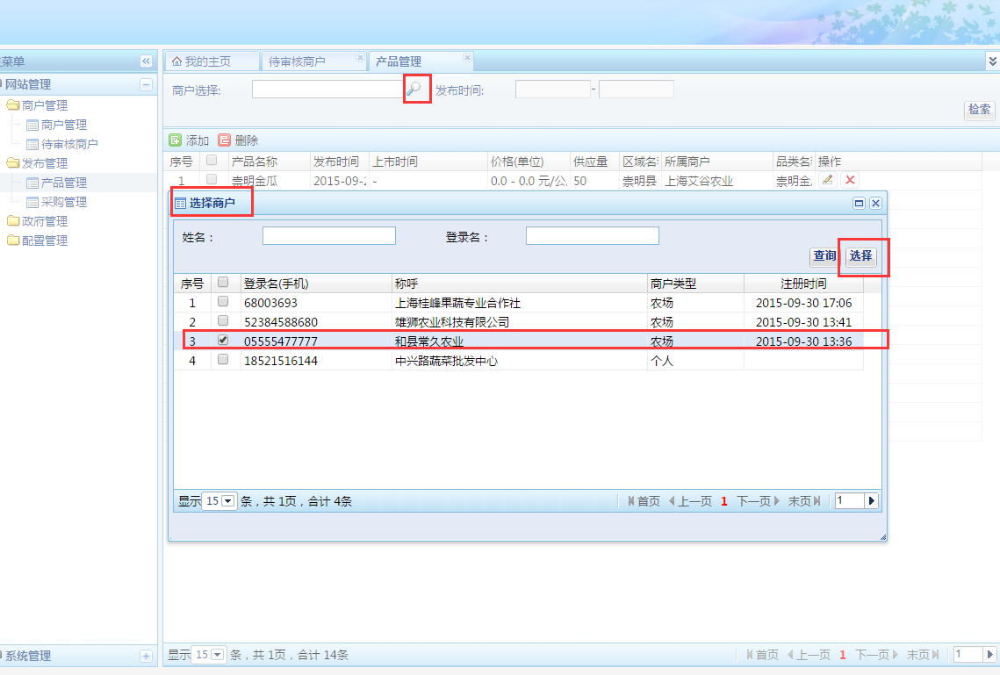 菜单
我的主页 待审核商户 产品管理
网站管理
商户选择: 发布时间: -
商户管理
检索
商户管理
待审核商户
添加 删除
发布管理
序号 产品名称 发布时间 上市时间 价格(单位) 供应量 区域名 所属商户 品类名 操作
产品管理
1 崇明金瓜 2015-09-2 - 0.0 - 0.0 元/公 50 崇明县 上海艾谷农业 崇明金
采购管理
选择商户
政府管理
配置管理
姓名： 登录名：
查询 选择
序号 登录名(手机) 称呼 商户类型 注册时间
1 68003693 上海桂峰果蔬专业合作社 农场 2015-09-30 17:06
2 52384588680 雄狮农业科技有限公司 农场 2015-09-30 13:41
3 05555477777 和县常久农业 农场 2015-09-30 13:36
4 18521516144 中兴路蔬菜批发中心 个人
显示 15 条，共 1页，合计 4条 首页 上一页 1 下一页 末页 1
系统管理
显示 15 条，共 1页，合计 14条 首页 上一页 1 下一页 末页 1